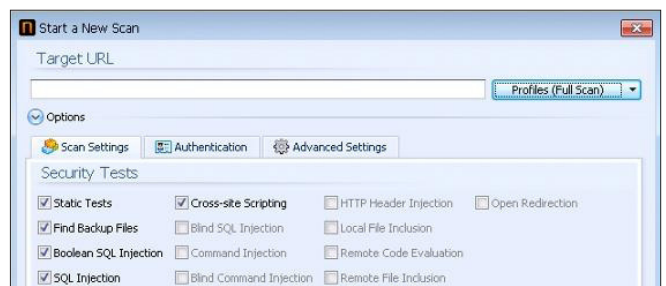 Start a New Scan
Target URL
Profiles (Full Scan)
Options
Scan Settings Authentication Advanced Settings
Security Tests
Static Tests Cross-site Scripting HTTP Header Injection Open Redirection
Find Backup Files Blind SQL Injection Local File Inclusion
Boolean SQL Injection Command Injection Remote Code Evaluation
SQL Injection Blind Command Injection Remote File Inclusion